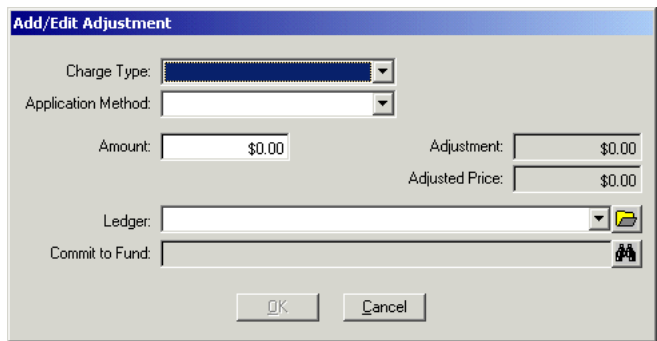 Add/Edit Adjustment
Charge Type:
Application Method:
Amount: $0.00 Adjustment: $0.00
Adjusted Price: $0.00
Ledger:
Commit to Fund:
OK Cancel